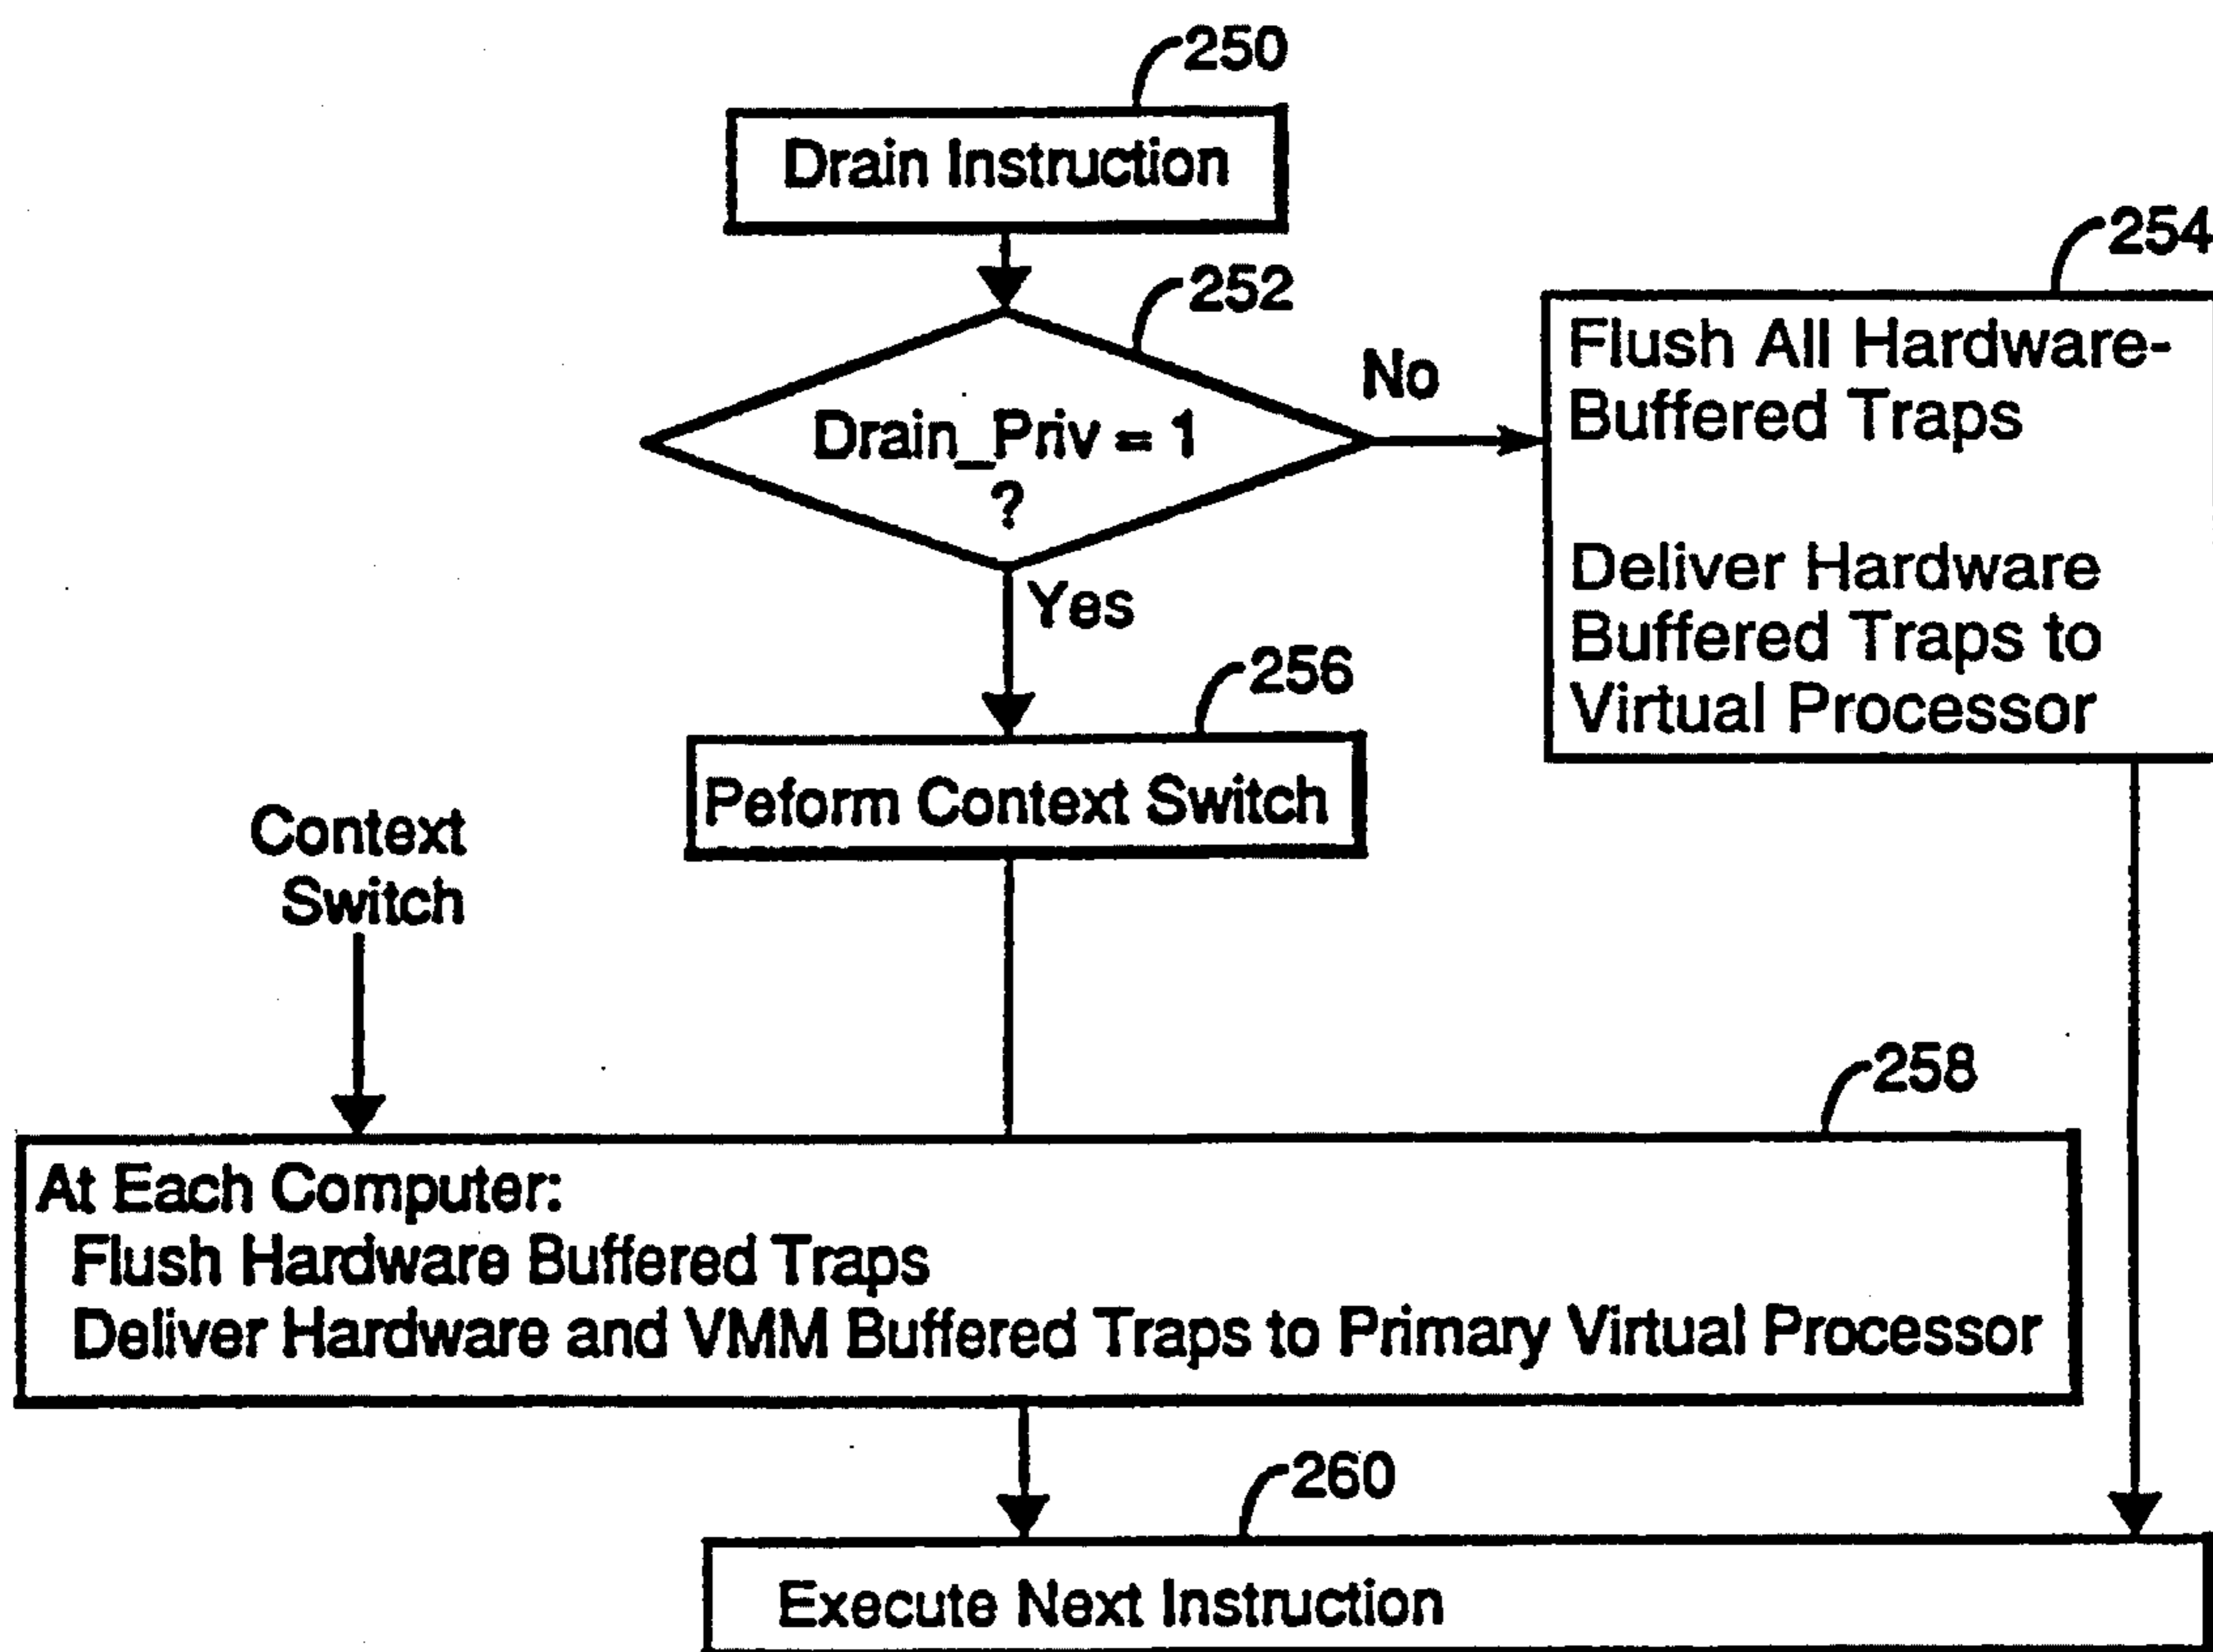 250
Drain Instruction
252
Drain_Priv = 1
?
No
Yes
254
Flush All Hardware-
Buffered Traps
Deliver Hardware
Buffered Traps to
Virtual Processor
256
Peform Context Switch
Context
Switch
258
At Each Computer:
Flush Hardware Buffered Traps
Deliver Hardware and VMM Buffered Traps to Primary Virtual Processor
260
Execute Next Instruction